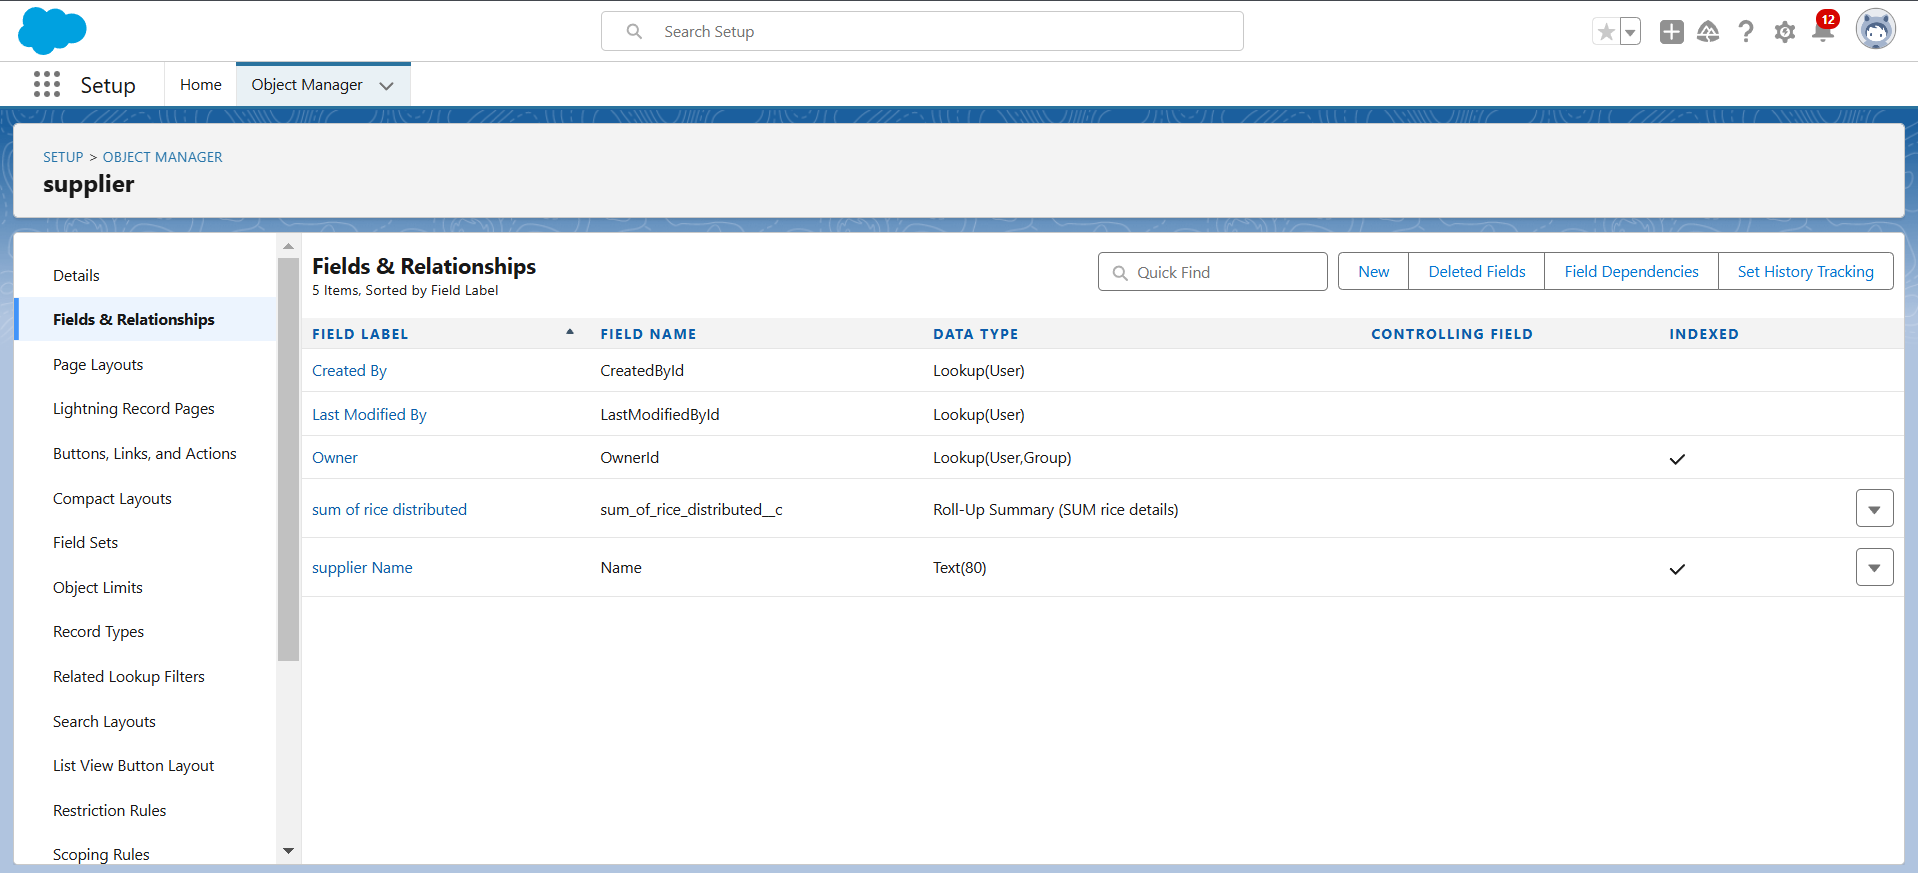 Search Setup
12
Setup
Home
Object Manager
SETUP > OBJECT MANAGER
supplier
Details
Fields & Relationships
Page Layouts
Lightning Record Pages
Buttons, Links, and Actions
Compact Layouts
Field Sets
Object Limits
Record Types
Related Lookup Filters
Search Layouts
List View Button Layout
Restriction Rules
Scoping Rules
Fields & Relationships
5 Items, Sorted by Field Label
Quick Find
New
Deleted Fields
Field Dependencies
Set History Tracking
FIELD LABEL FIELD NAME DATA TYPE CONTROLLING FIELD INDEXED
Created By CreatedById Lookup(User)
Last Modified By LastModifiedById Lookup(User)
Owner OwnerId Lookup(User,Group)
sum of rice distributed sum_of_rice_distributed__c Roll-Up Summary (SUM rice details)
supplier Name Name Text(80)